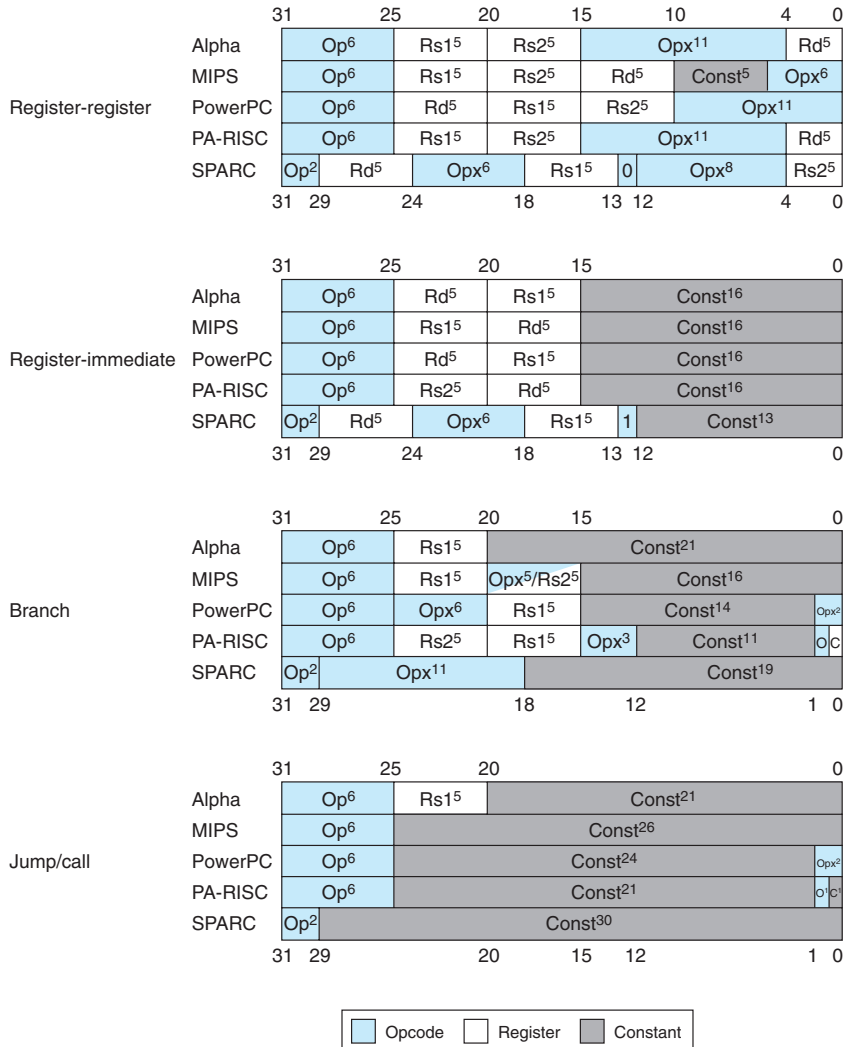 31 25 20 15 10 4 0
Alpha Op⁶ Rs1⁵ Rs2⁵ Opx¹¹ Rd⁵
MIPS Op⁶ Rs1⁵ Rs2⁵ Rd⁵ Const⁵ Opx⁶
Register-register PowerPC Op⁶ Rd⁵ Rs1⁵ Rs2⁵ Opx¹¹
PA-RISC Op⁶ Rs1⁵ Rs2⁵ Opx¹¹ Rd⁵
SPARC Op² Rd⁵ Opx⁶ Rs1⁵ 0 Opx⁸ Rs2⁵
31 29 24 18 13 12 4 0
31 25 20 15 0
Alpha Op⁶ Rd⁵ Rs1⁵ Const¹⁶
MIPS Op⁶ Rs1⁵ Rd⁵ Const¹⁶
Register-immediate PowerPC Op⁶ Rd⁵ Rs1⁵ Const¹⁶
PA-RISC Op⁶ Rs2⁵ Rd⁵ Const¹⁶
SPARC Op² Rd⁵ Opx⁶ Rs1⁵ 1 Const¹³
31 29 24 18 13 12 0
31 25 20 15 0
Alpha Op⁶ Rs1⁵ Const²¹
MIPS Op⁶ Rs1⁵ Opx⁵/Rs2⁵ Const¹⁶
Branch PowerPC Op⁶ Opx⁶ Rs1⁵ Const¹⁴ Opx²
PA-RISC Op⁶ Rs2⁵ Rs1⁵ Opx³ Const¹¹ O C
SPARC Op² Opx¹¹ Const¹⁹
31 29 18 12 1 0
31 25 20 0
Alpha Op⁶ Rs1⁵ Const²¹
MIPS Op⁶ Const²⁶
Jump/call PowerPC Op⁶ Const²⁴ Opx²
PA-RISC Op⁶ Const²¹ O¹ C¹
SPARC Op² Const³⁰
31 29 20 15 12 1 0
Opcode Register Constant